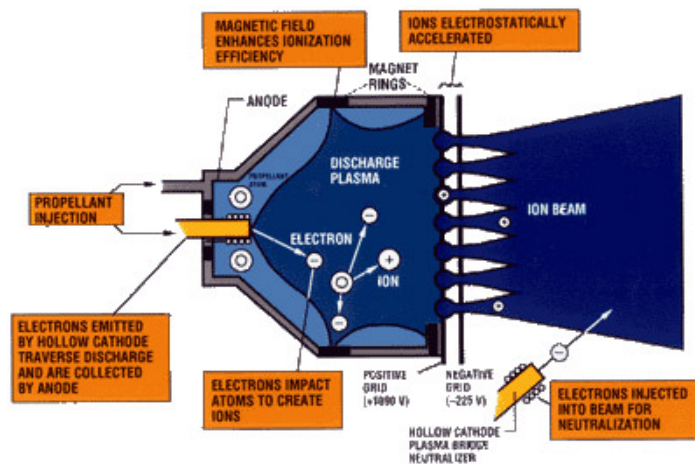 MAGNETIC FIELD
ENHANCES IONIZATION
EFFICIENCY
IONS ELECTROSTATICALLY
ACCELERATED
MAGNET
RINGS
ANODE
PROPELLANT
DISCHARGE
PLASMA
PROPELLANT
INJECTION
ION BEAM
ELECTRON
ION
ELECTRONS EMITTED
BY HOLLOW CATHODE
TRAVERSE DISCHARGE
AND ARE COLLECTED
BY ANODE
ELECTRONS IMPACT
ATOMS TO CREATE
IONS
POSITIVE
GRID
(+1090 V)
NEGATIVE
GRID
(–225 V)
HOLLOW CATHODE
PLASMA BRIDGE
NEUTRALIZER
ELECTRONS INJECTED
INTO BEAM FOR
NEUTRALIZATION